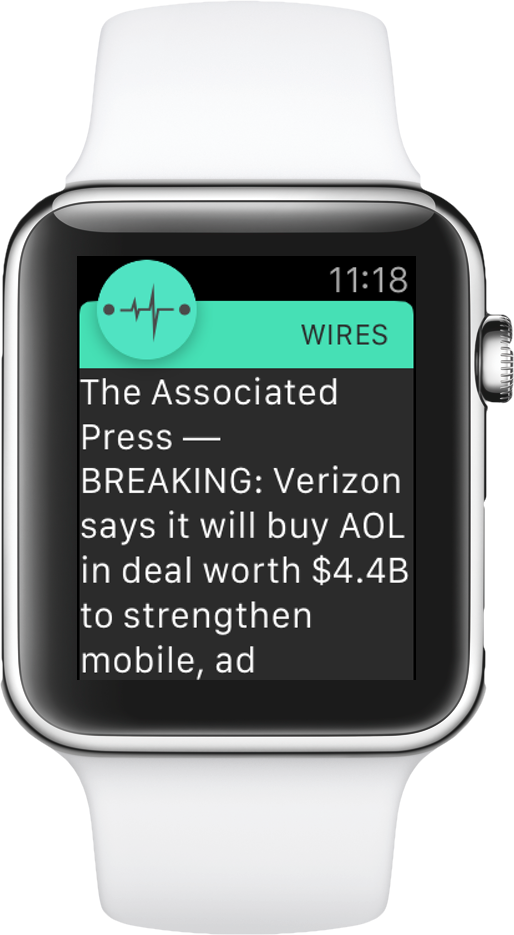 11:18
WIRES
The Associated
Press —
BREAKING: Verizon
says it will buy AOL
in deal worth $4.4B
to strengthen
mobile, ad